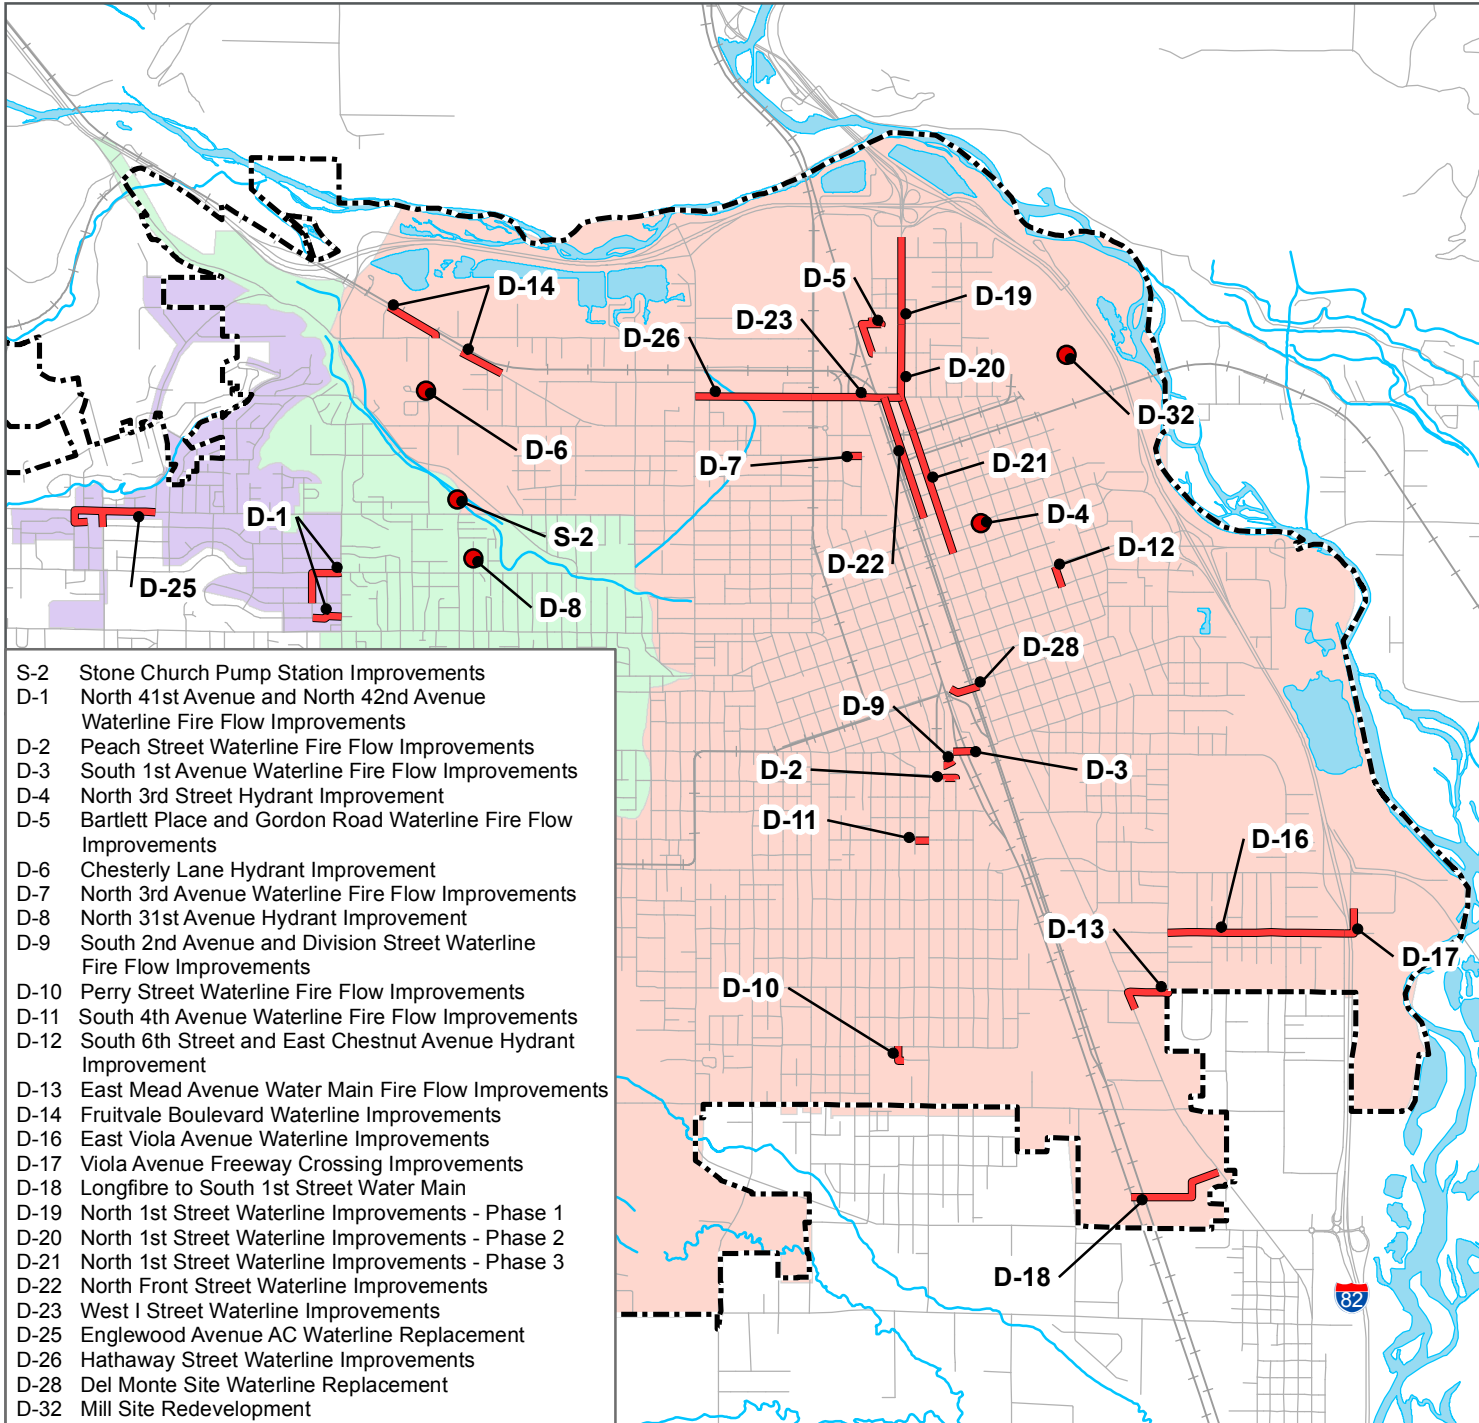 D-14
D-5
D-19
D-23
D-26
D-20
D-32
D-6
D-7
D-21
D-1
S-2
D-4
D-12
D-22
D-25
D-8
D-28
D-9
D-2
D-3
D-11
D-16
D-13
D-17
D-10
D-18
82
S-2 Stone Church Pump Station Improvements
D-1 North 41st Avenue and North 42nd Avenue
Waterline Fire Flow Improvements
D-2 Peach Street Waterline Fire Flow Improvements
D-3 South 1st Avenue Waterline Fire Flow Improvements
D-4 North 3rd Street Hydrant Improvement
D-5 Bartlett Place and Gordon Road Waterline Fire Flow
Improvements
D-6 Chesterly Lane Hydrant Improvement
D-7 North 3rd Avenue Waterline Fire Flow Improvements
D-8 North 31st Avenue Hydrant Improvement
D-9 South 2nd Avenue and Division Street Waterline
Fire Flow Improvements
D-10 Perry Street Waterline Fire Flow Improvements
D-11 South 4th Avenue Waterline Fire Flow Improvements
D-12 South 6th Street and East Chestnut Avenue Hydrant
Improvement
D-13 East Mead Avenue Water Main Fire Flow Improvements
D-14 Fruitvale Boulevard Waterline Improvements
D-16 East Viola Avenue Waterline Improvements
D-17 Viola Avenue Freeway Crossing Improvements
D-18 Longfibre to South 1st Street Water Main
D-19 North 1st Street Waterline Improvements - Phase 1
D-20 North 1st Street Waterline Improvements - Phase 2
D-21 North 1st Street Waterline Improvements - Phase 3
D-22 North Front Street Waterline Improvements
D-23 West I Street Waterline Improvements
D-25 Englewood Avenue AC Waterline Replacement
D-26 Hathaway Street Waterline Improvements
D-28 Del Monte Site Waterline Replacement
D-32 Mill Site Redevelopment